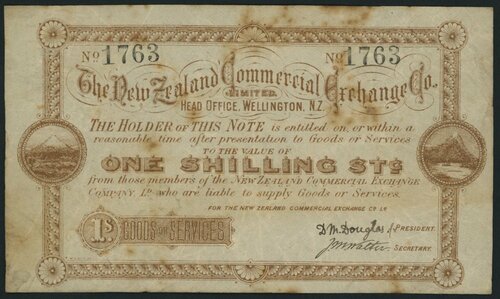 No 1763 No 1763
The New Zealand Commercial Exchange Co.
LIMITED.
HEAD OFFICE, WELLINGTON, N.Z.
THE HOLDER OF THIS NOTE is entitled on, or within a
reasonable time after presentation to Goods or Services
TO THE VALUE OF
ONE SHILLING STG
from those members of the NEW ZEALAND COMMERCIAL EXCHANGE
COMPANY, LD who are liable to supply Goods or Services.
FOR THE NEW ZEALAND COMMERCIAL EXCHANGE CO LD
1S GOODS OR SERVICES
D M Douglas PRESIDENT.
SECRETARY.